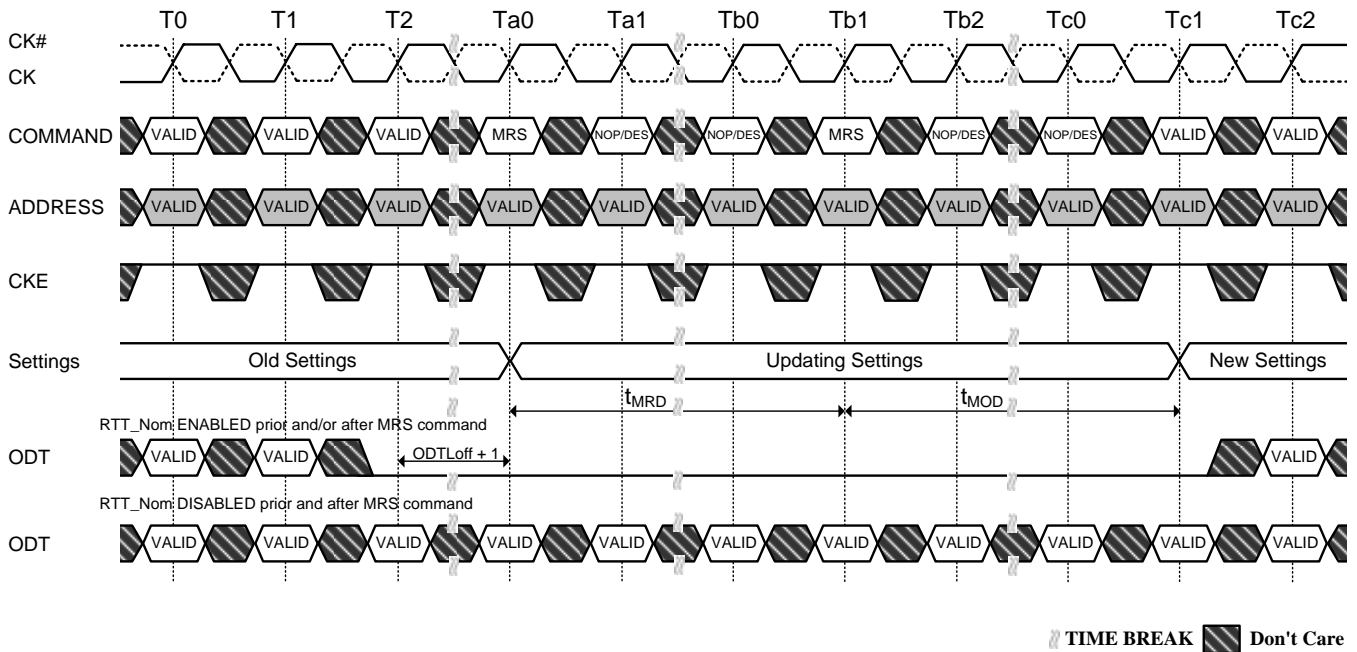 T0 T1 T2 Ta0 Ta1 Tb0 Tb1 Tb2 Tc0 Tc1 Tc2
CK#
CK
COMMAND VALID VALID VALID MRS NOP/DES NOP/DES MRS NOP/DES NOP/DES VALID VALID
ADDRESS VALID VALID VALID VALID VALID VALID VALID VALID VALID VALID VALID
CKE
Settings Old Settings Updating Settings New Settings
tMRD tMOD
RTT_Nom ENABLED prior and/or after MRS command
ODT VALID VALID ODTLoff + 1 VALID
RTT_Nom DISABLED prior and after MRS command
ODT VALID VALID VALID VALID VALID VALID VALID VALID VALID VALID VALID
TIME BREAK Don't Care